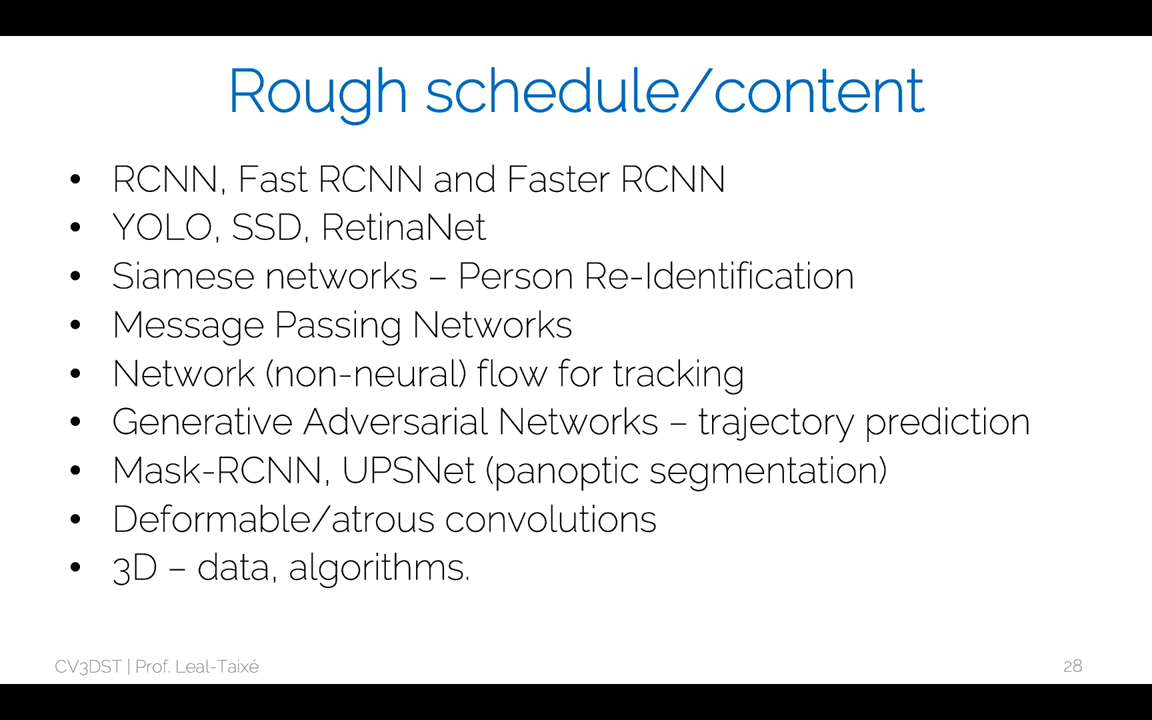 Rough schedule/content
• RCNN, Fast RCNN and Faster RCNN
• YOLO, SSD, RetinaNet
• Siamese networks – Person Re-Identification
• Message Passing Networks
• Network (non-neural) flow for tracking
• Generative Adversarial Networks – trajectory prediction
• Mask-RCNN, UPSNet (panoptic segmentation)
• Deformable/atrous convolutions
• 3D – data, algorithms.
CV3DST | Prof. Leal-Taixé
28